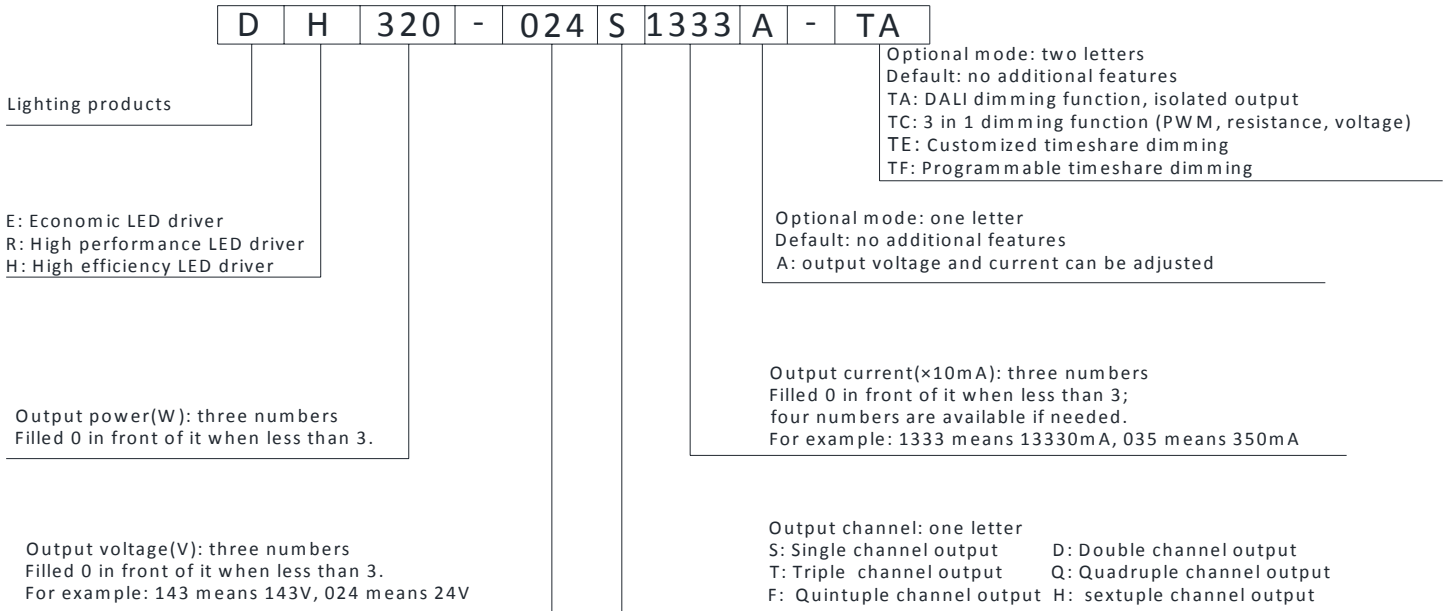 D H 320 - 024 S 1333 A - TA
Optional mode: two letters
Default: no additional features
TA: DALI dimming function, isolated output
TC: 3 in 1 dimming function (PWM, resistance, voltage)
TE: Customized timeshare dimming
TF: Programmable timeshare dimming
Lighting products
E: Economic LED driver
R: High performance LED driver
H: High efficiency LED driver
Optional mode: one letter
Default: no additional features
A: output voltage and current can be adjusted
Output power(W): three numbers
Filled 0 in front of it when less than 3.
Output current(×10mA): three numbers
Filled 0 in front of it when less than 3;
four numbers are available if needed.
For example: 1333 means 13330mA, 035 means 350mA
Output voltage(V): three numbers
Filled 0 in front of it when less than 3.
For example: 143 means 143V, 024 means 24V
Output channel: one letter
S: Single channel output D: Double channel output
T: Triple channel output Q: Quadruple channel output
F: Quintuple channel output H: sextuple channel output